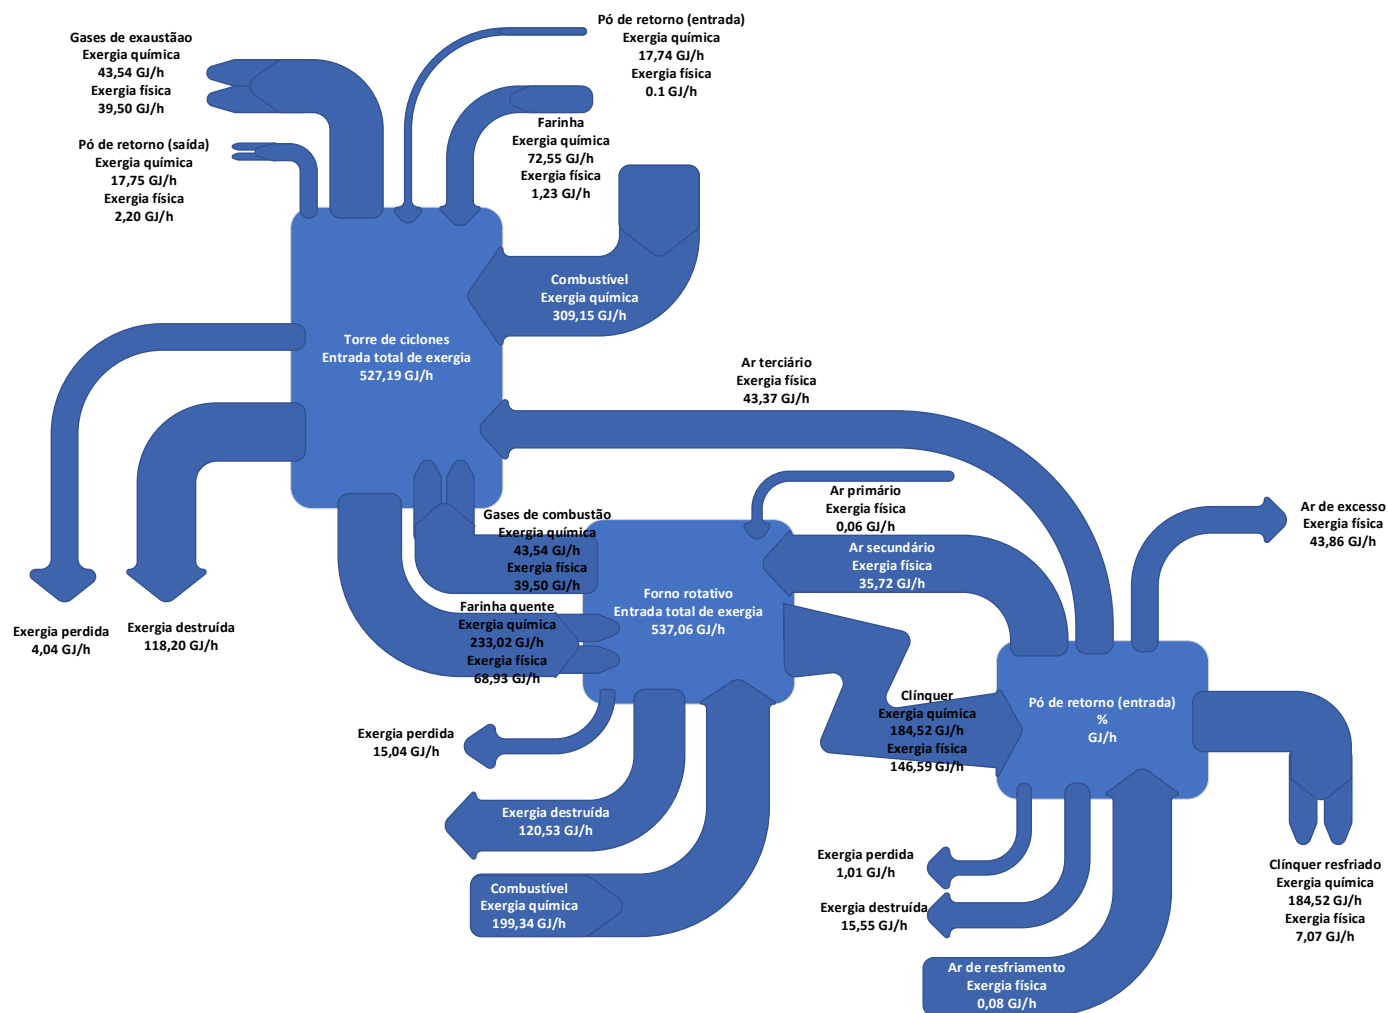 Pó de retorno (entrada)
Exergia química
17,74 GJ/h
Exergia física
0.1 GJ/h
Gases de exaustãao
Exergia química
43,54 GJ/h
Exergia física
39,50 GJ/h
Pó de retorno (saída)
Exergia química
17,75 GJ/h
Exergia física
2,20 GJ/h
Farinha
Exergia química
72,55 GJ/h
Exergia física
1,23 GJ/h
Combustível
Exergia química
309,15 GJ/h
Torre de ciclones
Entrada total de exergia
527,19 GJ/h
Ar terciário
Exergia física
43,37 GJ/h
Ar primário
Exergia física
0,06 GJ/h
Ar de excesso
Exergia física
43,86 GJ/h
Gases de combustão
Exergia química
43,54 GJ/h
Exergia física
39,50 GJ/h
Ar secundário
Exergia física
35,72 GJ/h
Forno rotativo
Entrada total de exergia
537,06 GJ/h
Farinha quente
Exergia química
233,02 GJ/h
Exergia física
68,93 GJ/h
Exergia perdida
4,04 GJ/h
Exergia destruída
118,20 GJ/h
Clínquer
Exergia química
184,52 GJ/h
Exergia física
146,59 GJ/h
Pó de retorno (entrada)
%
GJ/h
Exergia perdida
15,04 GJ/h
Exergia destruída
120,53 GJ/h
Combustível
Exergia química
199,34 GJ/h
Exergia perdida
1,01 GJ/h
Exergia destruída
15,55 GJ/h
Clínquer resfriado
Exergia química
184,52 GJ/h
Exergia física
7,07 GJ/h
Ar de resfriamento
Exergia física
0,08 GJ/h